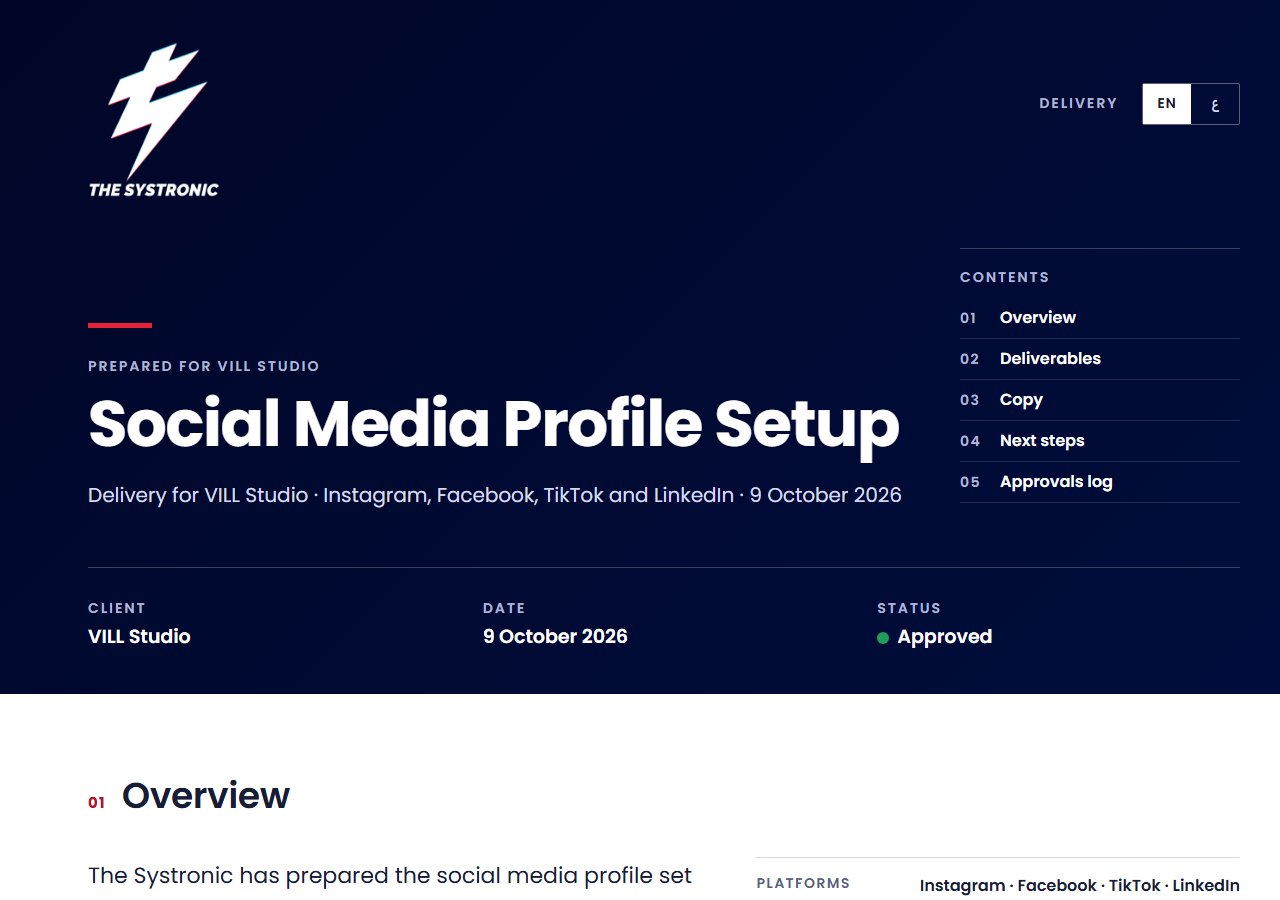 THE SYSTRONIC
DELIVERY
EN
ع
CONTENTS
01 Overview
02 Deliverables
03 Copy
04 Next steps
05 Approvals log
PREPARED FOR VILL STUDIO
Social Media Profile Setup
Delivery for VILL Studio · Instagram, Facebook, TikTok and LinkedIn · 9 October 2026
CLIENT
VILL Studio
DATE
9 October 2026
STATUS
Approved
01 Overview
The Systronic has prepared the social media profile set
PLATFORMS
Instagram · Facebook · TikTok · LinkedIn